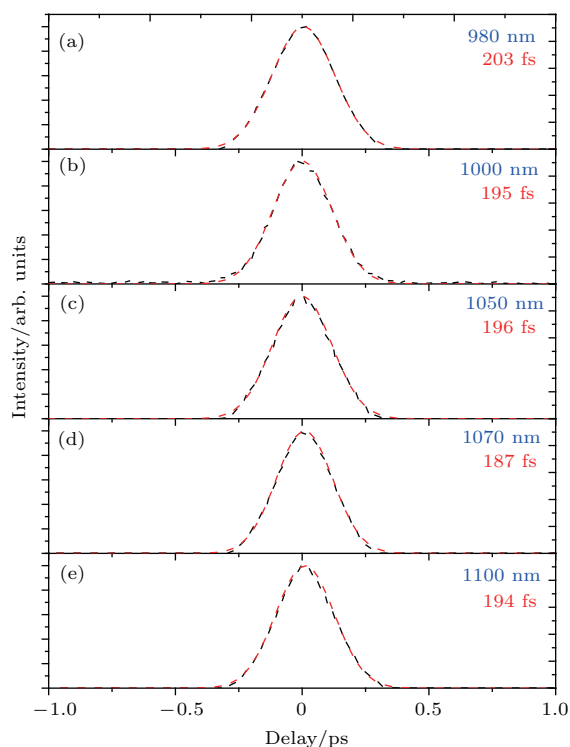 (a)
980 nm
203 fs
(b)
1000 nm
195 fs
(c)
1050 nm
196 fs
(d)
1070 nm
187 fs
(e)
1100 nm
194 fs
Intensity/arb. units
−1.0 −0.5 0 0.5 1.0
Delay/ps